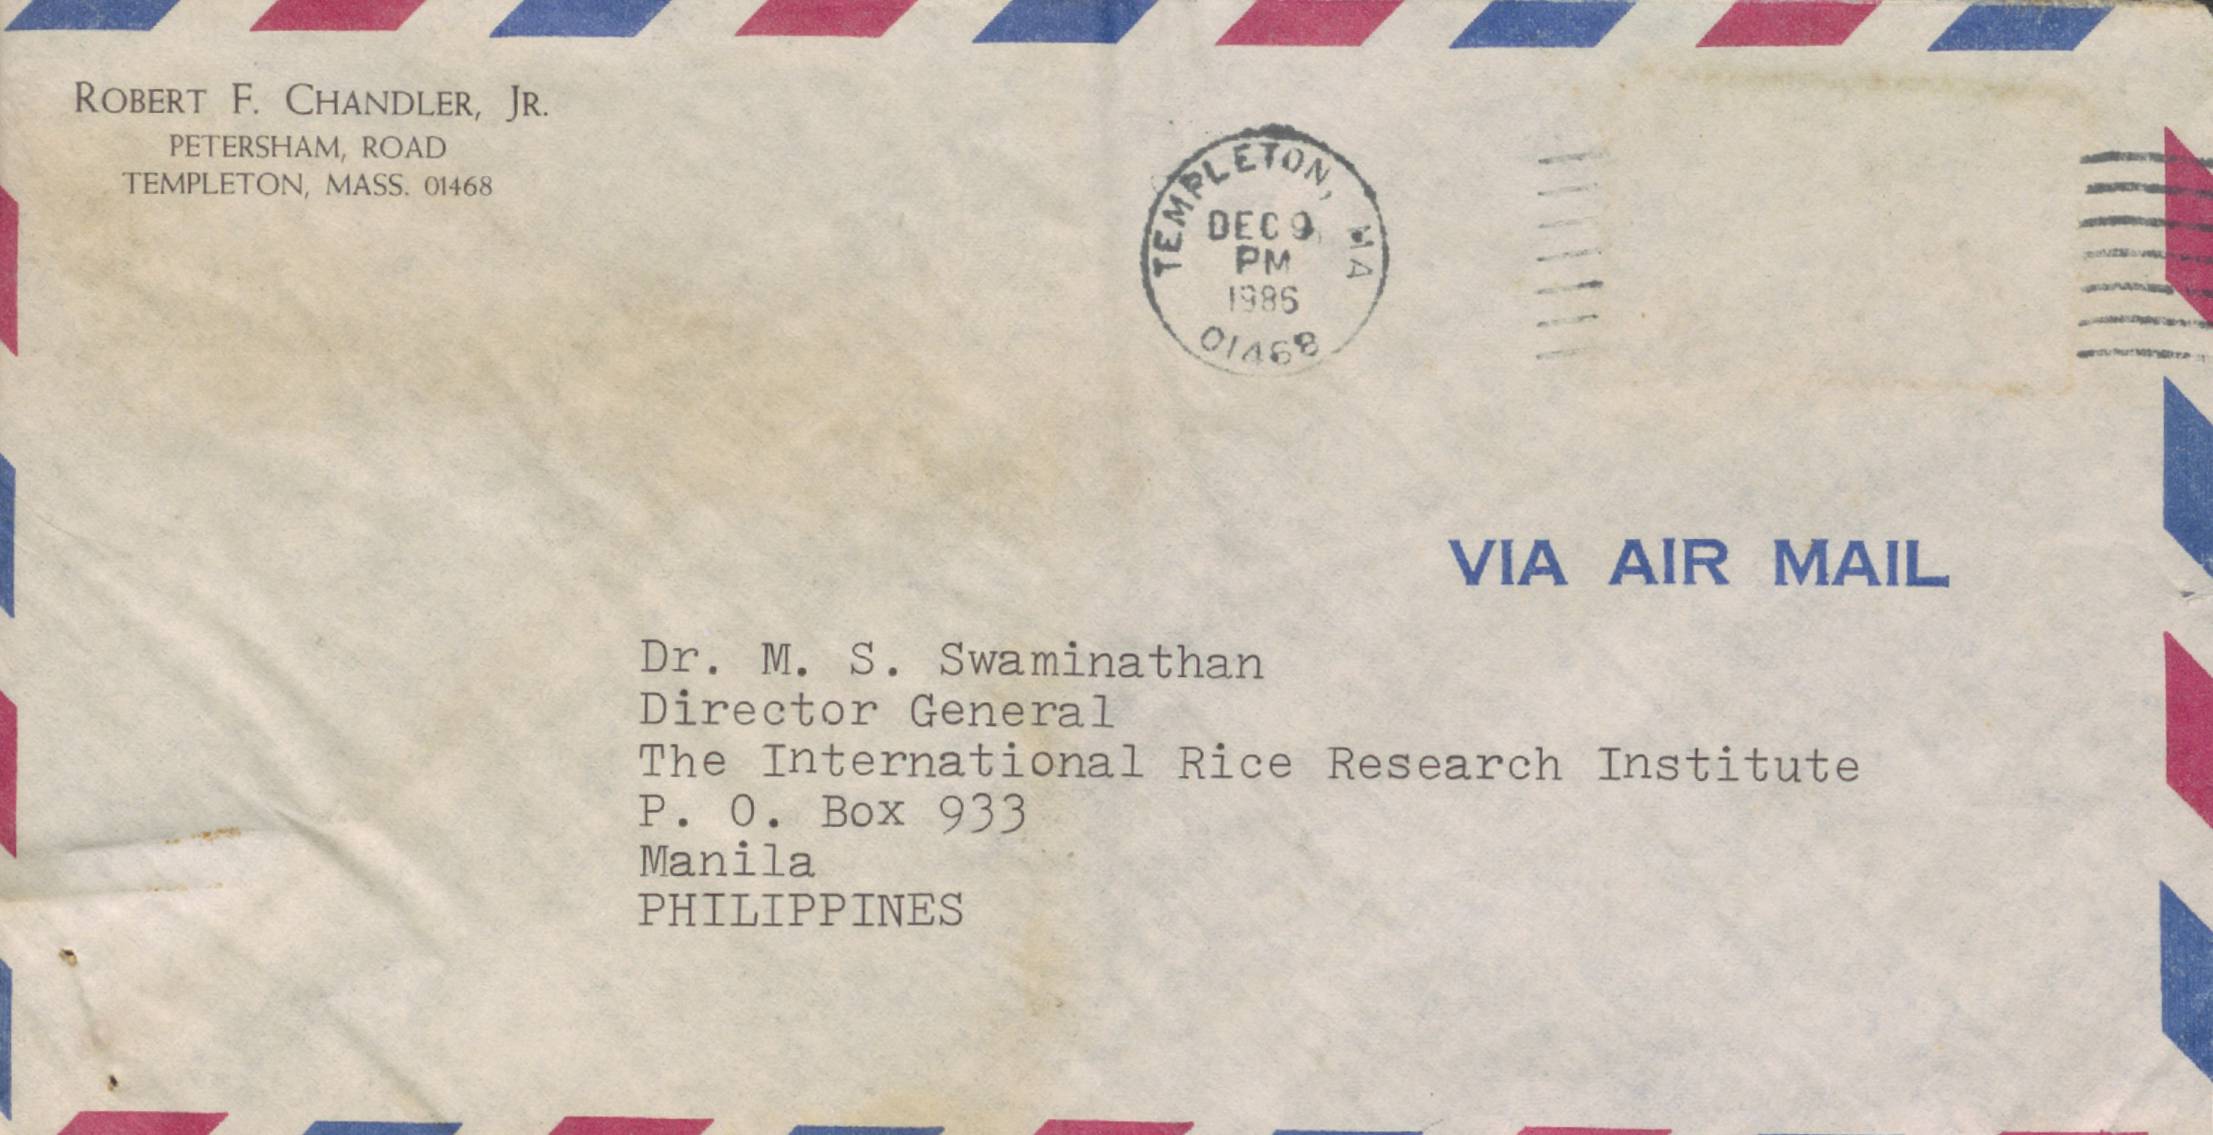 ROBERT F. CHANDLER, JR.
PETERSHAM, ROAD
TEMPLETON, MASS. 01468
TEMPLETON, MA
DEC 9
PM
1986
01468
VIA AIR MAIL
Dr. M. S. Swaminathan
Director General
The International Rice Research Institute
P. O. Box 933
Manila
PHILIPPINES